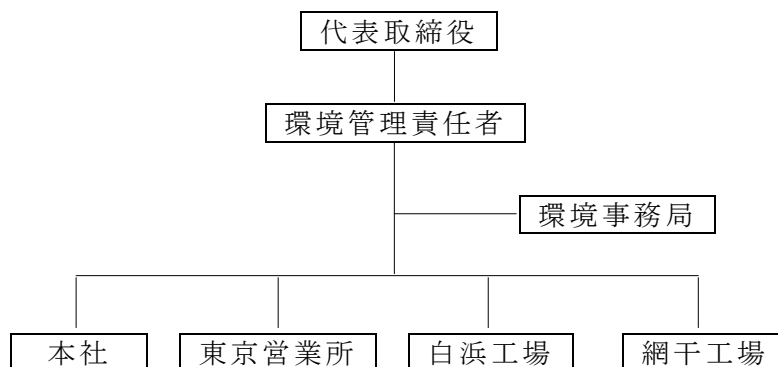 代表取締役
環境管理責任者
環境事務局
本社
東京営業所
白浜工場
網干工場